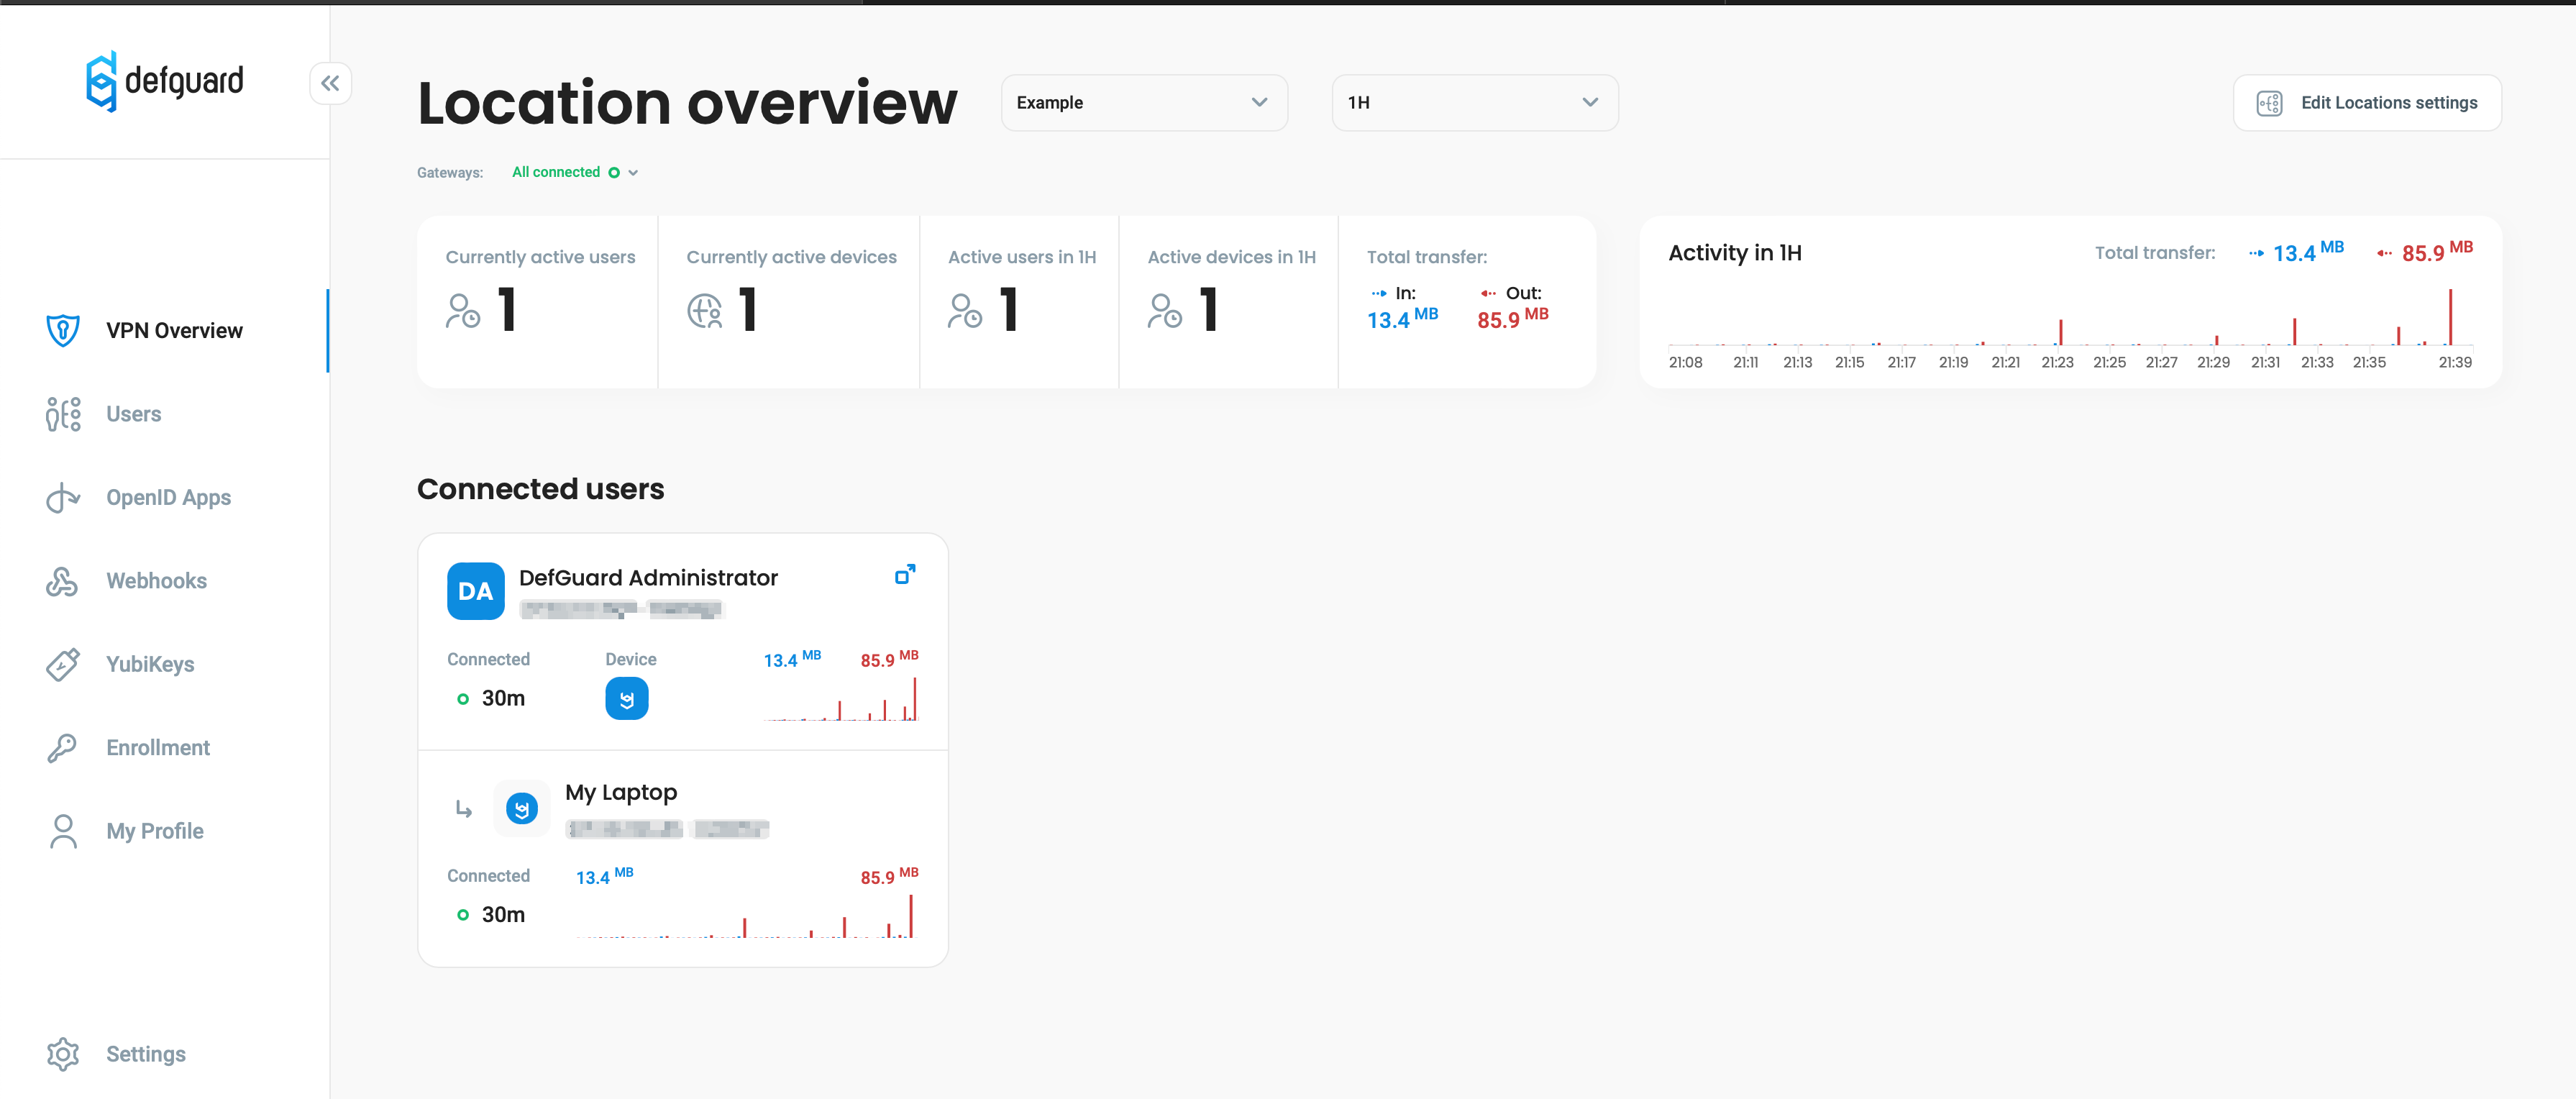 defguard
Location overview
Example
1H
Edit Locations settings
Gateways: All connected
Currently active users
1
Currently active devices
1
Active users in 1H
1
Active devices in 1H
1
Total transfer:
In:
13.4 MB
Out:
85.9 MB
Activity in 1H
Total transfer: 13.4 MB 85.9 MB
21:08 21:11 21:13 21:15 21:17 21:19 21:21 21:23 21:25 21:27 21:29 21:31 21:33 21:35 21:39
VPN Overview
Users
OpenID Apps
Webhooks
YubiKeys
Enrollment
My Profile
Settings
Connected users
DA
DefGuard Administrator
Connected
30m
Device
13.4 MB 85.9 MB
My Laptop
Connected
30m
13.4 MB 85.9 MB